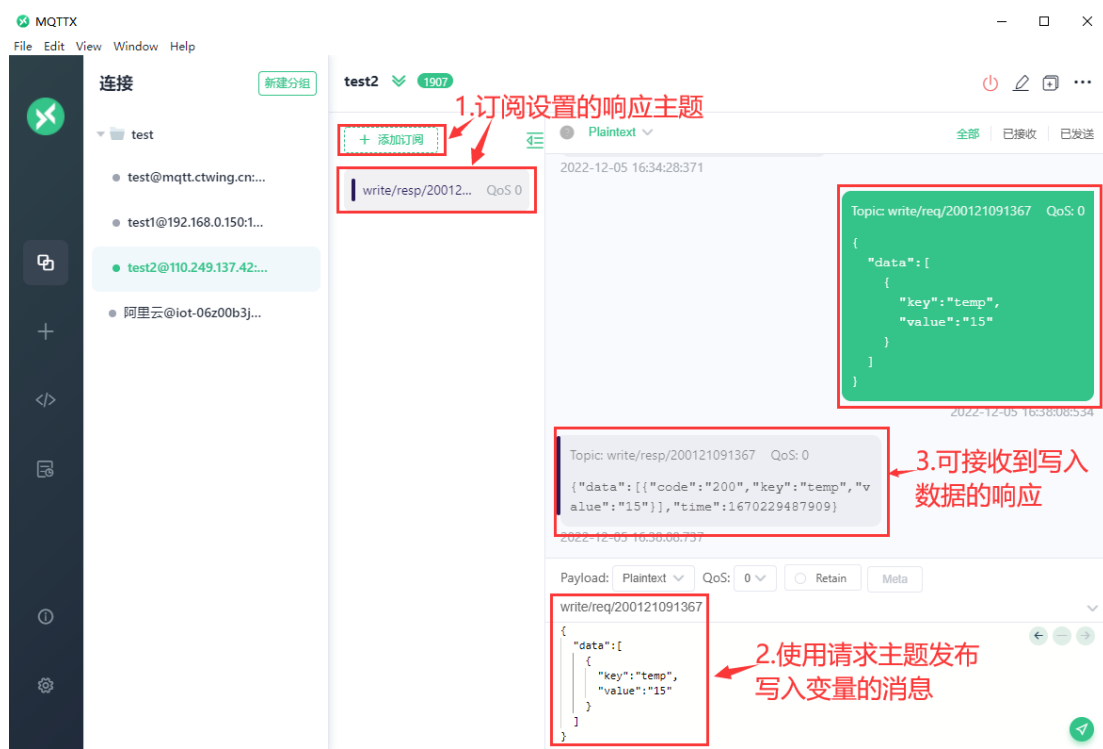 MQTTX
File Edit View Window Help
连接
新建分组
test
test@mqtt.ctwing.cn:...
test1@192.168.0.150:1...
test2@110.249.137.42:...
阿里云@iot-06z00b3j...
test2 1907
1.订阅设置的响应主题
+ 添加订阅
write/resp/20012... QoS 0
Plaintext
全部 已接收 已发送
2022-12-05 16:34:28:371
Topic: write/req/200121091367 QoS: 0
{
"data":[
{
"key":"temp",
"value":"15"
}
]
}
2022-12-05 16:38:08:534
Topic: write/resp/200121091367 QoS: 0
{"data":[{"code":"200","key":"temp","v
alue":"15"}],"time":1670229487909}
2022-12-05 16:38:08:737
3.可接收到写入
数据的响应
Payload: Plaintext QoS: 0 Retain Meta
write/req/200121091367
{
"data":[
{
"key":"temp",
"value":"15"
}
]
}
2.使用请求主题发布
写入变量的消息